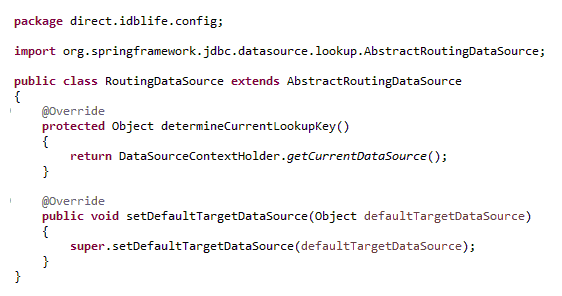 package direct.idblife.config;
import org.springframework.jdbc.datasource.lookup.AbstractRoutingDataSource;
public class RoutingDataSource extends AbstractRoutingDataSource
{
@Override
protected Object determineCurrentLookupKey()
{
return DataSourceContextHolder.getCurrentDataSource();
}
@Override
public void setDefaultTargetDataSource(Object defaultTargetDataSource)
{
super.setDefaultTargetDataSource(defaultTargetDataSource);
}
}